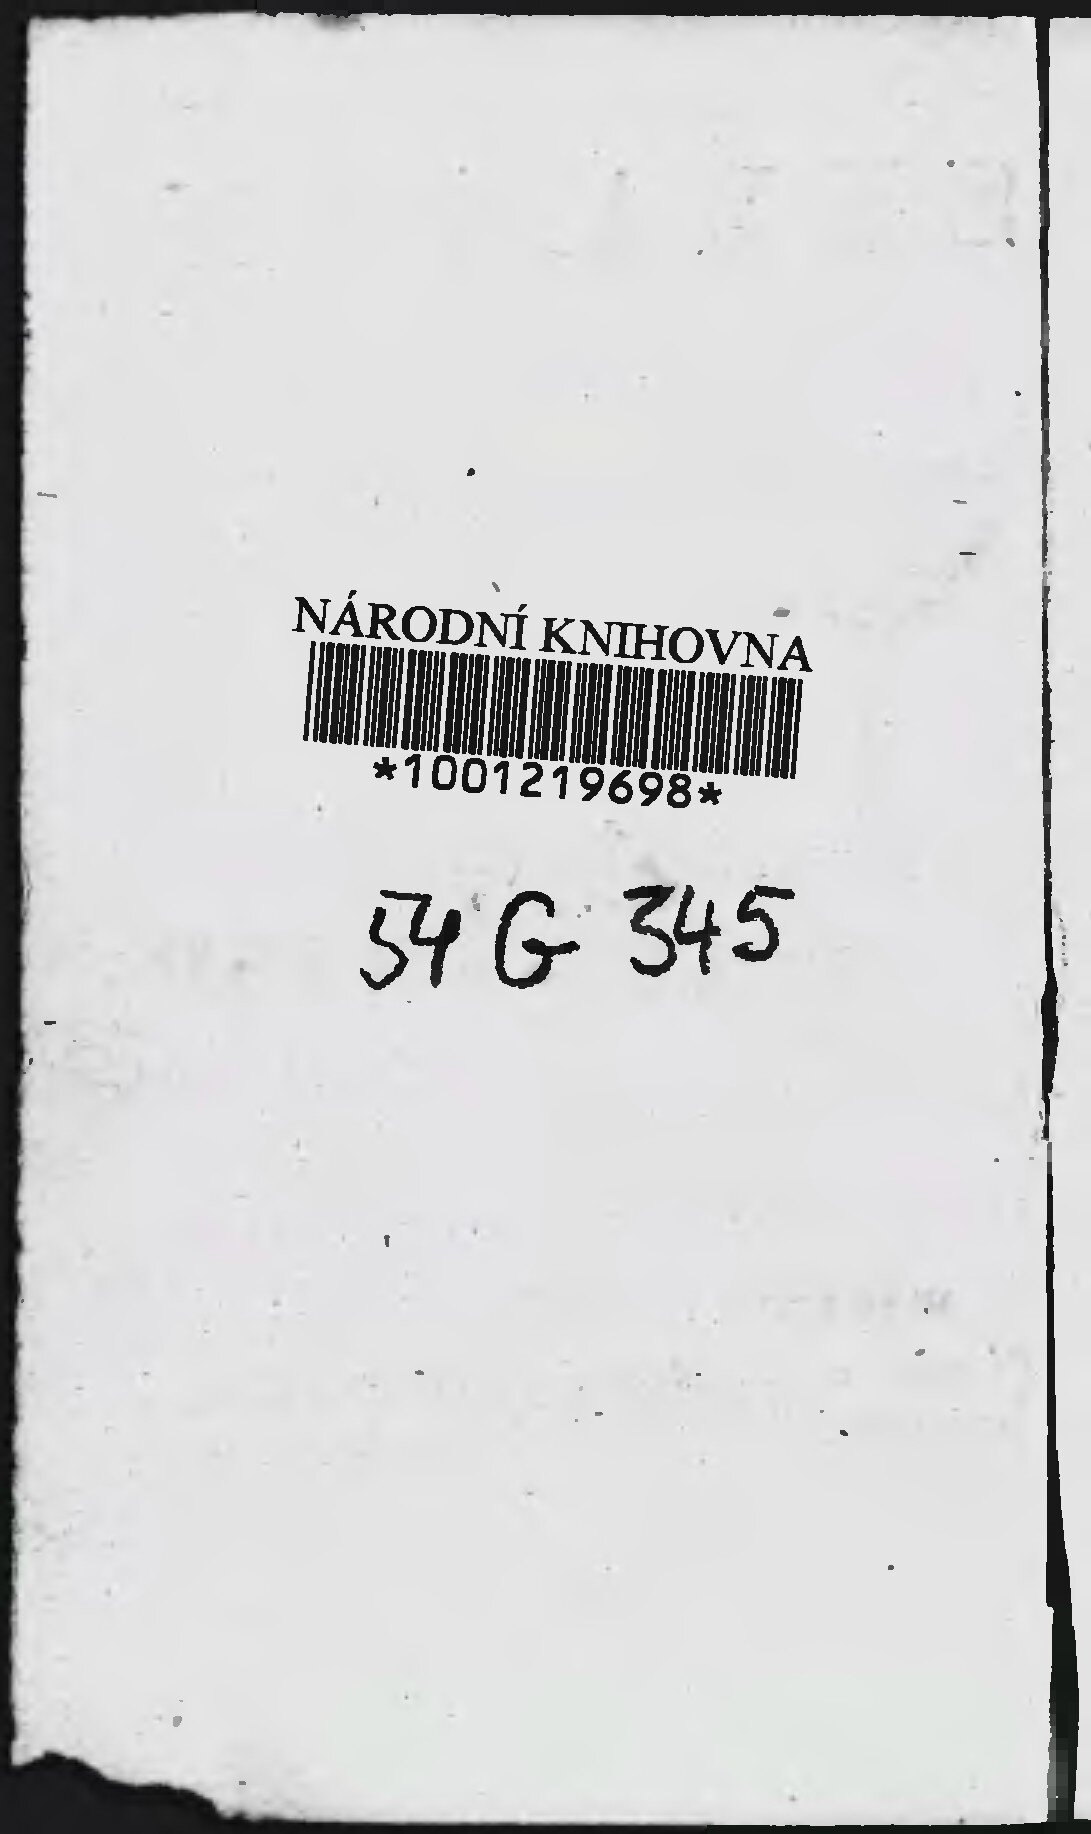 NÁRODNÍ KNIHOVNA
*1001219698*
54 G 345